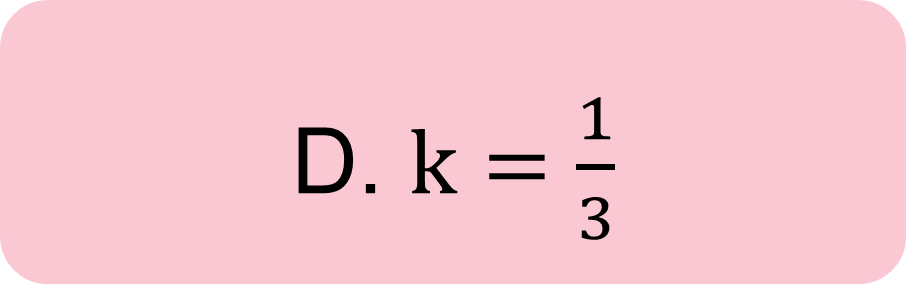 D. k = 1/3